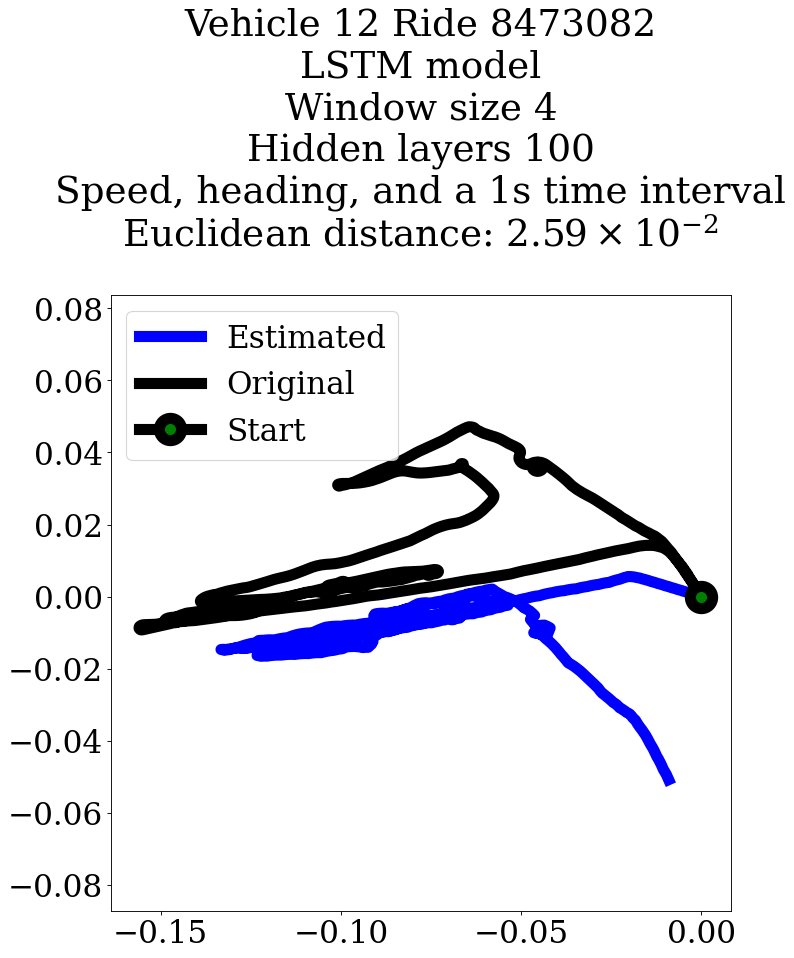 Vehicle 12 Ride 8473082
LSTM model
Window size 4
Hidden layers 100
Speed, heading, and a 1s time interval
Euclidean distance: 2.59 × 10⁻²
Estimated
Original
Start
0.08
0.06
0.04
0.02
0.00
−0.02
−0.04
−0.06
−0.08
−0.15 −0.10 −0.05 0.00